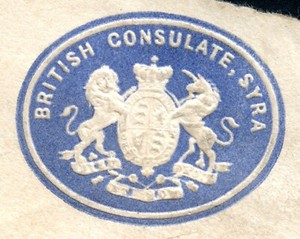 BRITISH CONSULATE, SYRA